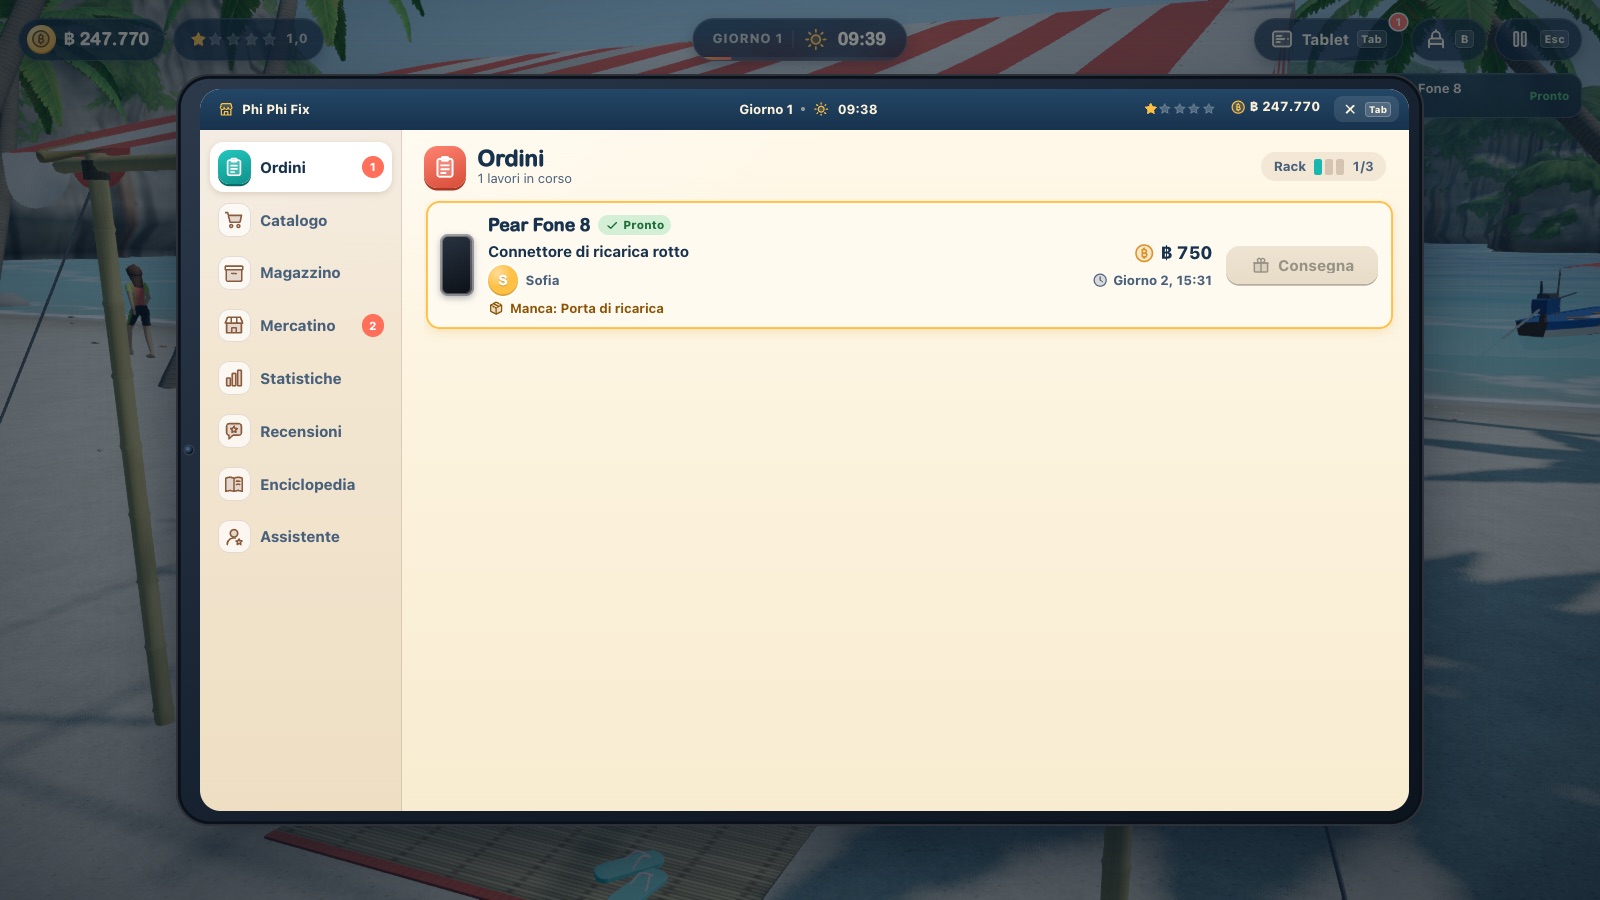 ฿ 247.770
1,0
GIORNO 1
09:39
Tablet Tab
1
B
Esc
Fone 8
Pronto
Phi Phi Fix
Giorno 1 • 09:38
฿ 247.770
Tab
Ordini
1
Catalogo
Magazzino
Mercatino
2
Statistiche
Recensioni
Enciclopedia
Assistente
Ordini
1 lavori in corso
Rack 1/3
Pear Fone 8 Pronto
Connettore di ricarica rotto
S Sofia
Manca: Porta di ricarica
฿ 750
Giorno 2, 15:31
Consegna